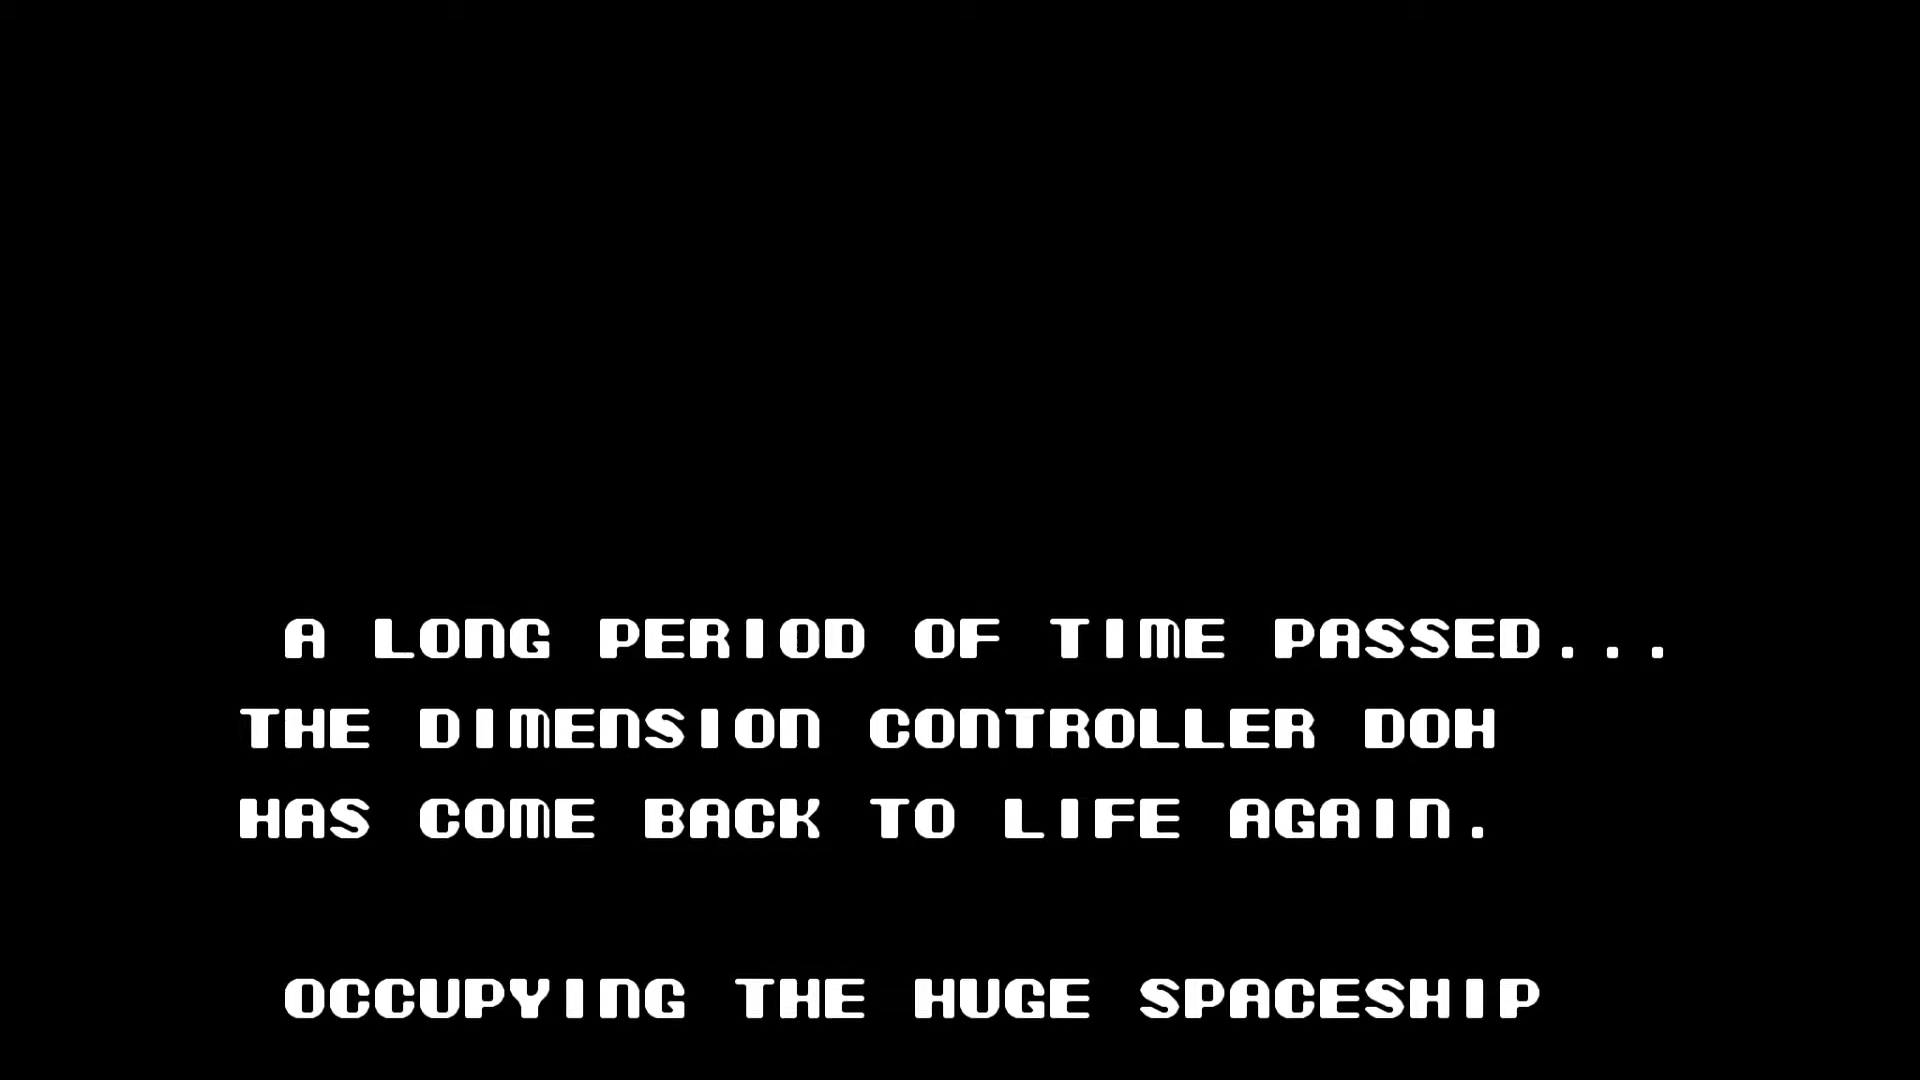 A LONG PERIOD OF TIME PASSED...
THE DIMENSION CONTROLLER DOH
HAS COME BACK TO LIFE AGAIN.
OCCUPYING THE HUGE SPACESHIP